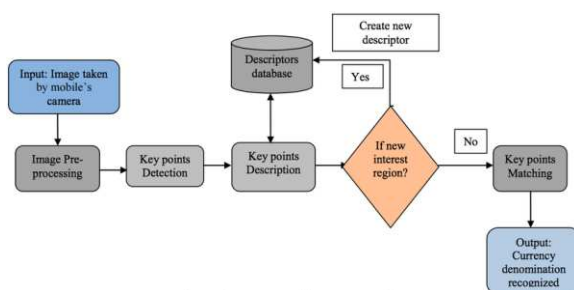 Create new
descriptor
Descriptors
database
Yes
Input: Image taken
by mobile's
camera
If new
interest
region?
No
Image Pre-
processing
Key points
Detection
Key points
Description
Key points
Matching
Output:
Currency
denomination
recognized